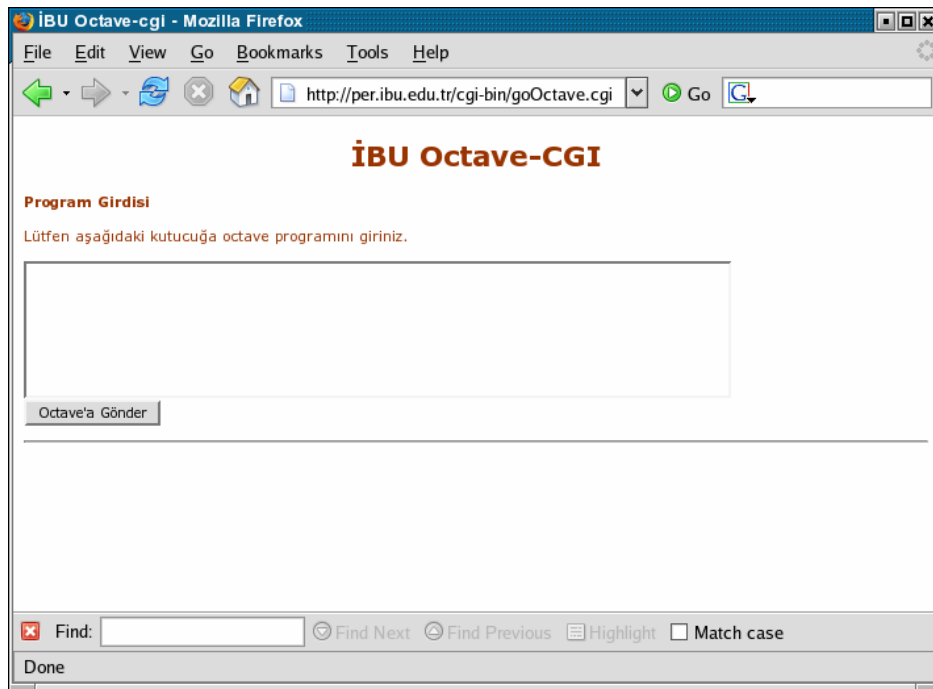 İBU Octave-cgi - Mozilla Firefox
File Edit View Go Bookmarks Tools Help
http://per.ibu.edu.tr/cgi-bin/goOctave.cgi Go G
İBU Octave-CGI
Program Girdisi
Lütfen aşağıdaki kutucuğa octave programını giriniz.
Octave'a Gönder
Find: Find Next Find Previous Highlight Match case
Done